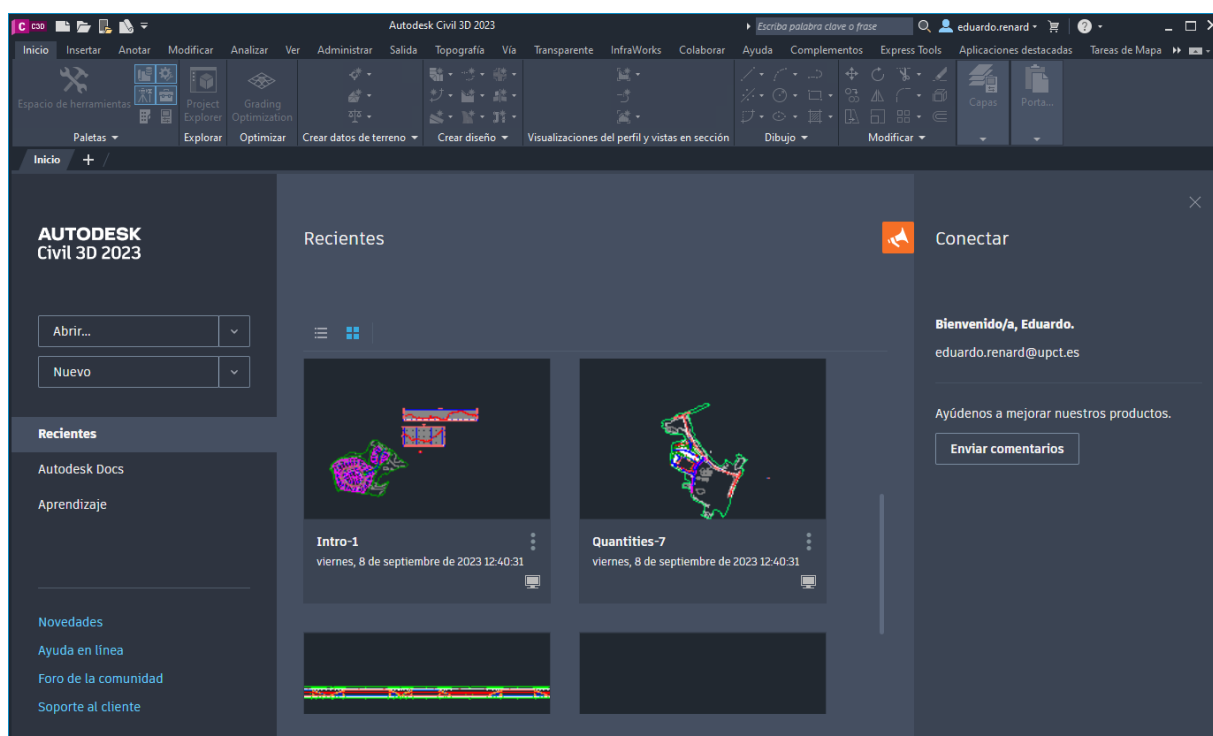 C C3D Autodesk Civil 3D 2023 Escriba palabra clave o frase eduardo.renard
Inicio Insertar Anotar Modificar Analizar Ver Administrar Salida Topografía Vía Transparente InfraWorks Colaborar Ayuda Complementos Express Tools Aplicaciones destacadas Tareas de Mapa
Espacio de herramientas Project Explorer Grading Optimization Capas Porta...
Paletas Explorar Optimizar Crear datos de terreno Crear diseño Visualizaciones del perfil y vistas en sección Dibujo Modificar
Inicio +
AUTODESK
Civil 3D 2023
Abrir...
Nuevo
Recientes
Autodesk Docs
Aprendizaje
Novedades
Ayuda en línea
Foro de la comunidad
Soporte al cliente
Recientes
Intro-1
viernes, 8 de septiembre de 2023 12:40:31
Quantities-7
viernes, 8 de septiembre de 2023 12:40:31
Conectar
Bienvenido/a, Eduardo.
eduardo.renard@upct.es
Ayúdenos a mejorar nuestros productos.
Enviar comentarios